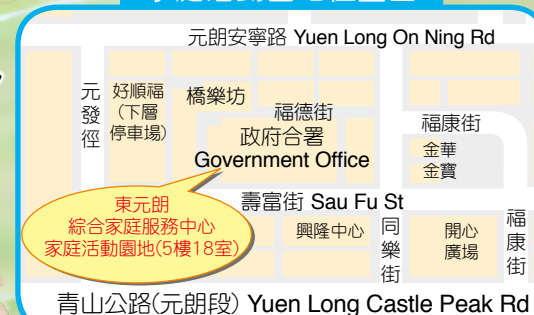 元朗安寧路 Yuen Long On Ning Rd
元發徑
好順福
(下層
停車場)
橋樂坊
福德街
政府合署
Government Office
福康街
金華
金寶
壽富街 Sau Fu St
東元朗
綜合家庭服務中心
家庭活動園地(5樓18室)
興隆中心
同樂街
開心
廣場
福康街
青山公路(元朗段) Yuen Long Castle Peak Rd